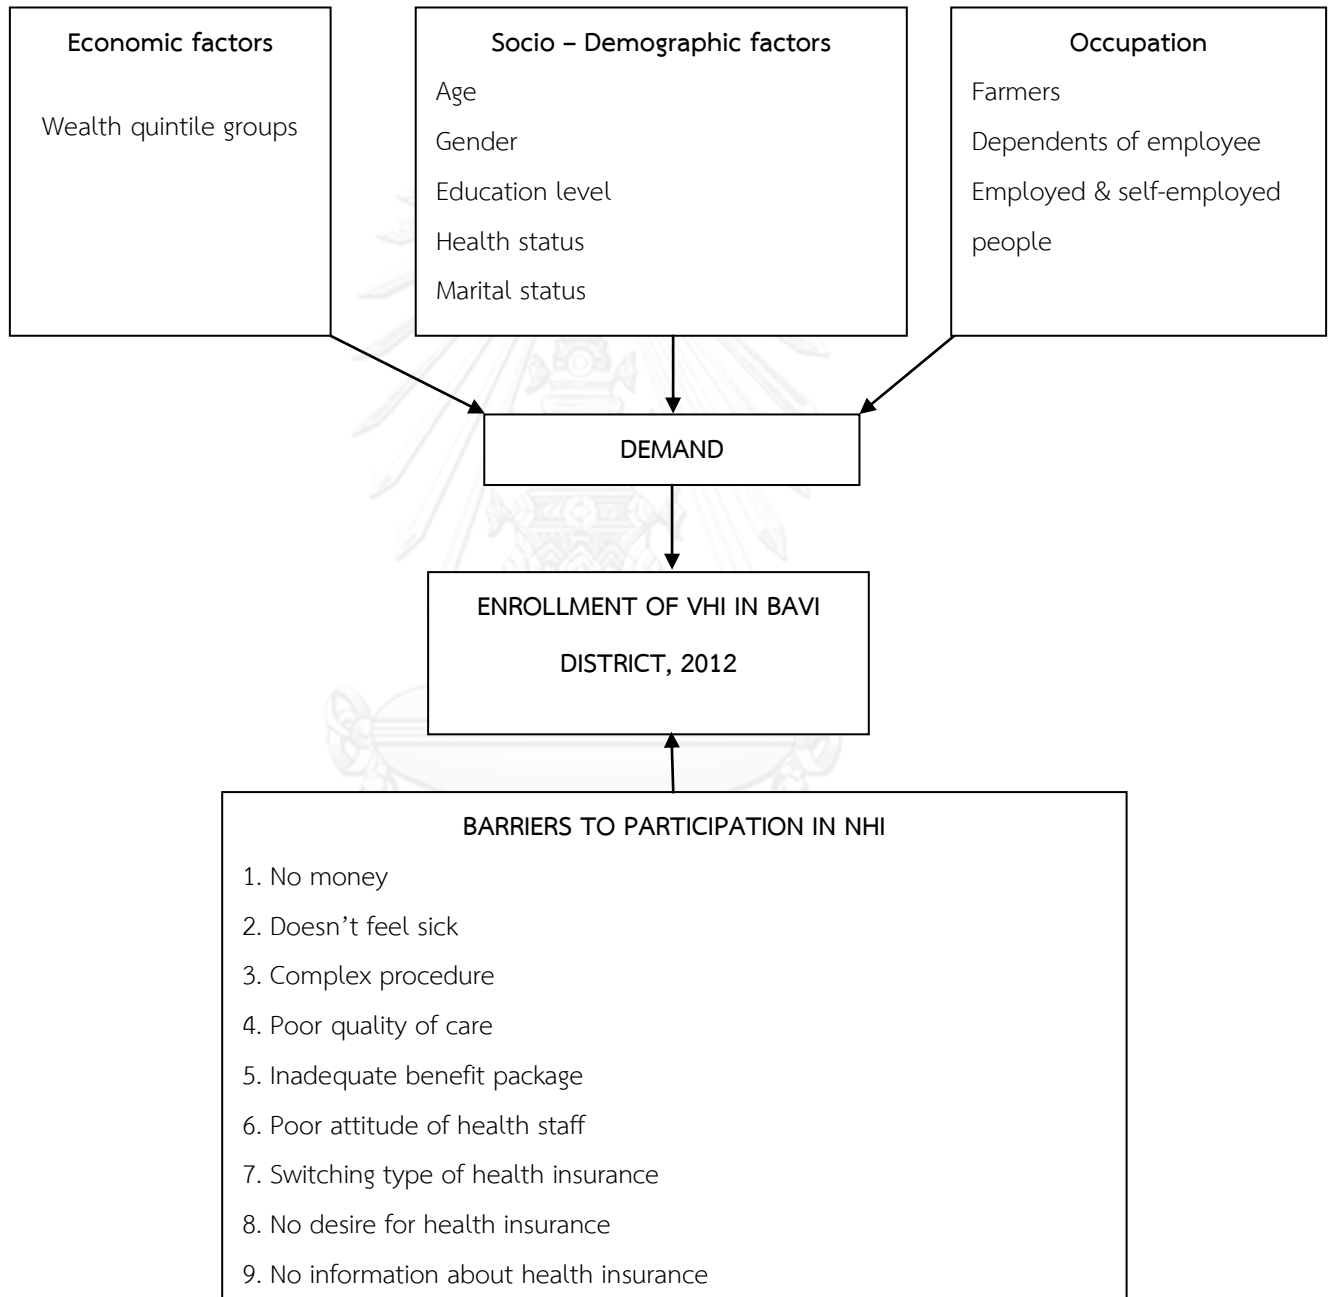 Economic factors
Wealth quintile groups
Socio – Demographic factors
Age
Gender
Education level
Health status
Marital status
Occupation
Farmers
Dependents of employee
Employed & self-employed
people
DEMAND
ENROLLMENT OF VHI IN BAVI
DISTRICT, 2012
BARRIERS TO PARTICIPATION IN NHI
1. No money
2. Doesn’t feel sick
3. Complex procedure
4. Poor quality of care
5. Inadequate benefit package
6. Poor attitude of health staff
7. Switching type of health insurance
8. No desire for health insurance
9. No information about health insurance